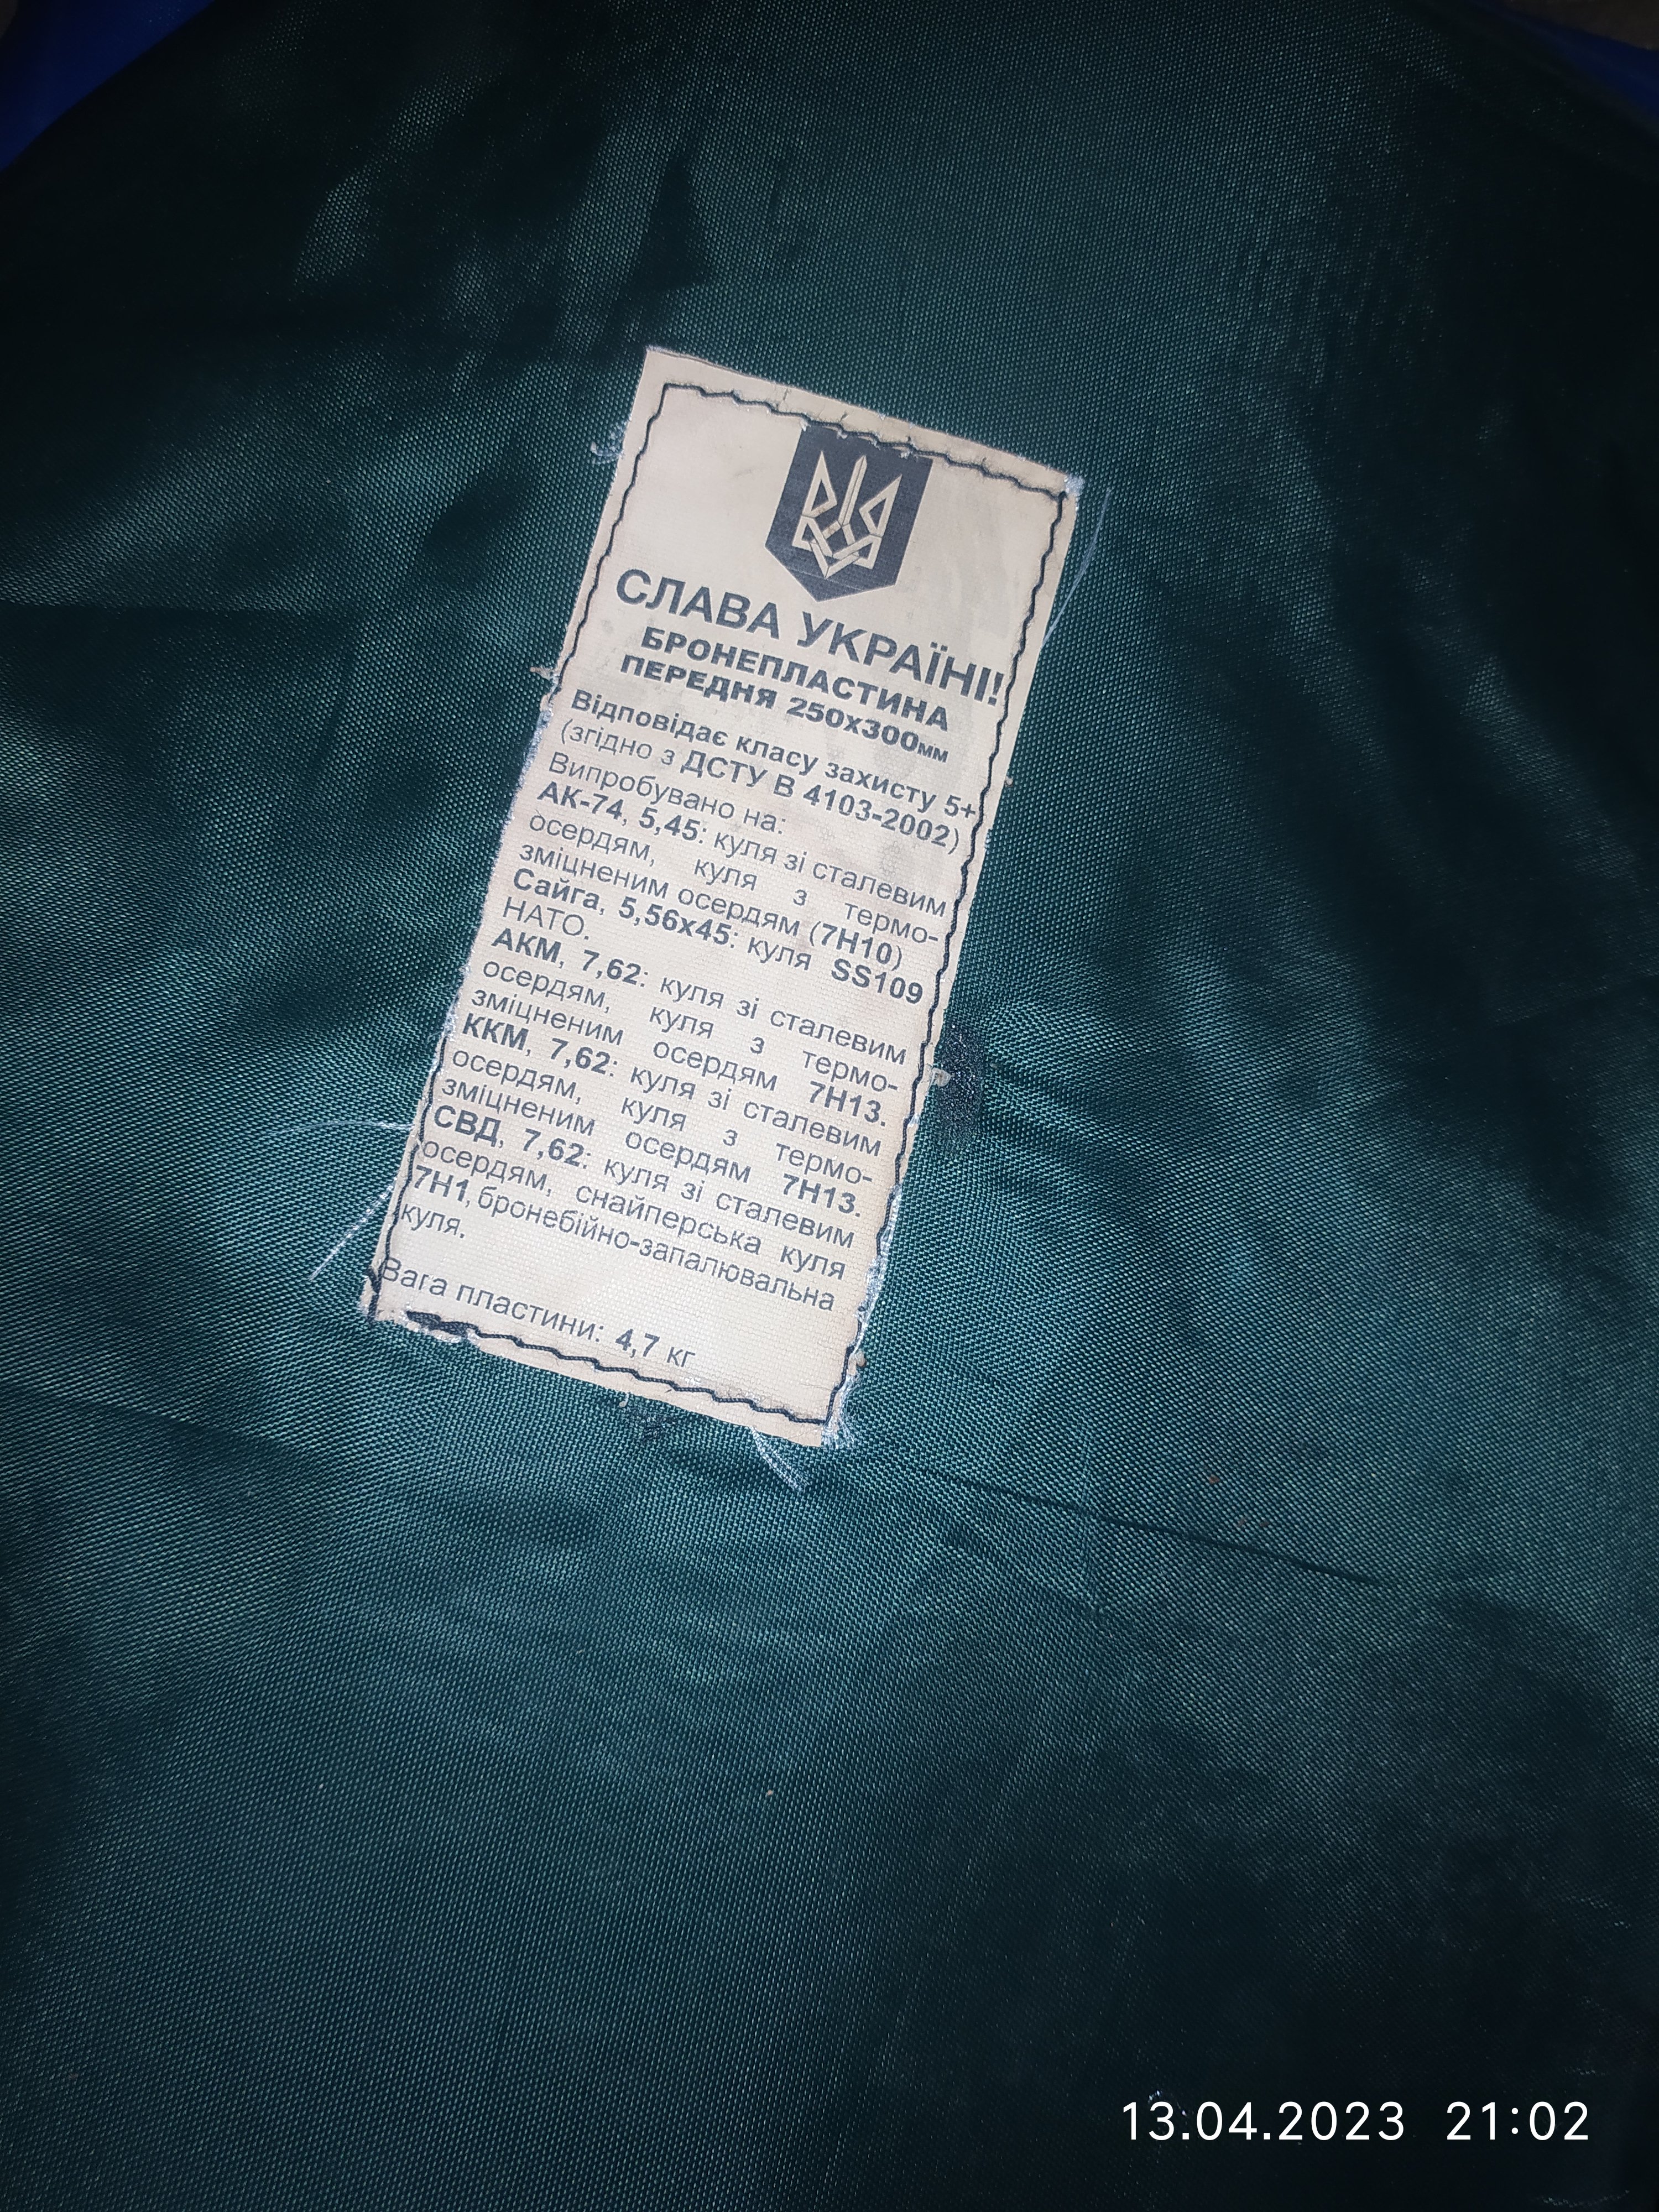 СЛАВА УКРАЇНІ!
БРОНЕПЛАСТИНА
ПЕРЕДНЯ 250х300мм
Відповідає класу захисту 5+
(згідно з ДСТУ В 4103-2002)
Випробувано на:
АК-74, 5,45: куля зі сталевим
осердям, куля з термо-
зміцненим осердям (7Н10)
Сайга, 5,56х45: куля SS109
НАТО.
АКМ, 7,62: куля зі сталевим
осердям, куля з термо-
зміцненим осердям 7Н13.
ККМ, 7,62: куля зі сталевим
осердям, куля з термо-
зміцненим осердям 7Н13.
СВД, 7,62: куля зі сталевим
осердям, снайперська куля
7Н1, бронебійно-запалювальна
куля.
Вага пластини: 4,7 кг
13.04.2023 21:02